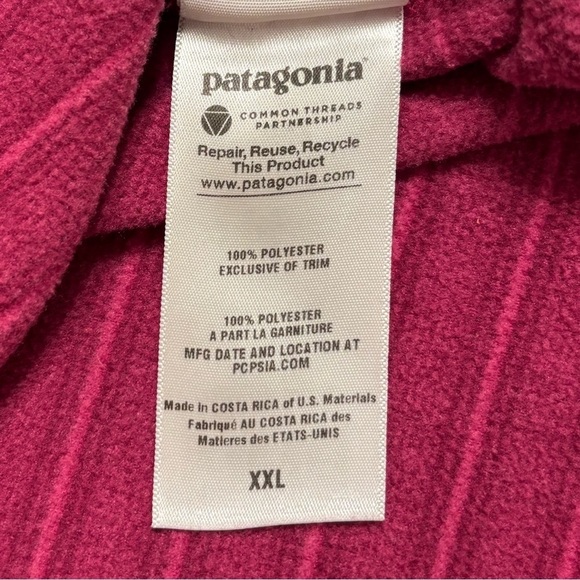 patagonia®
COMMON THREADS
PARTNERSHIP
Repair, Reuse, Recycle
This Product
www.patagonia.com
100% POLYESTER
EXCLUSIVE OF TRIM
100% POLYESTER
A PART LA GARNITURE
MFG DATE AND LOCATION AT
PCPSIA.COM
Made in COSTA RICA of U.S. Materials
Fabriqué AU COSTA RICA des
Matieres des ETATS-UNIS
XXL